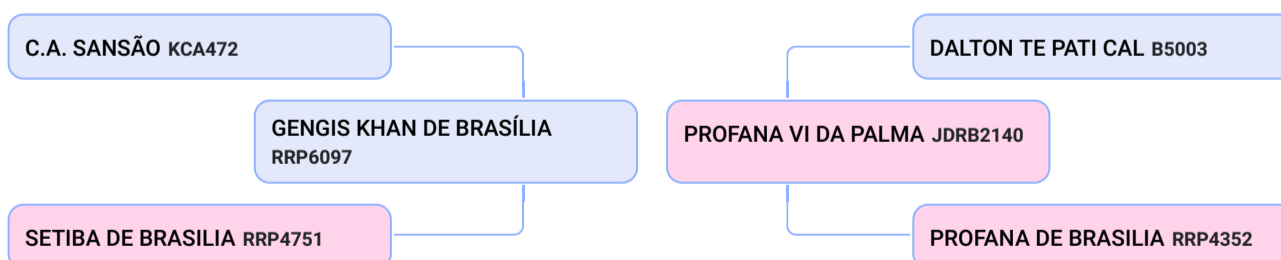 C.A. SANSÃO KCA472
DALTON TE PATI CAL B5003
GENGIS KHAN DE BRASÍLIA
RRP6097
PROFANA VI DA PALMA JDRB2140
SETIBA DE BRASILIA RRP4751
PROFANA DE BRASILIA RRP4352